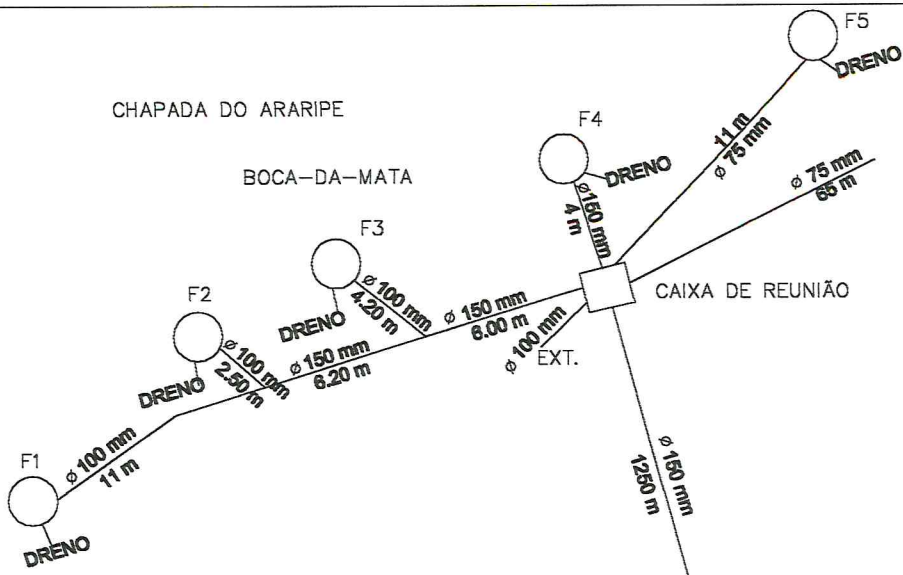 F5
DRENO
CHAPADA DO ARARIPE
F4
DRENO
11 m
ø 75 mm
ø 75 mm
65 m
BOCA-DA-MATA
ø 150 mm
4 m
F3
DRENO
ø 100 mm
4.20 m
CAIXA DE REUNIÃO
F2
DRENO
ø 100 mm
2.50 m
ø 150 mm
6.20 m
ø 150 mm
6.00 m
ø 100 mm
EXT.
F1
DRENO
ø 100 mm
11 m
ø 150 mm
1250 m